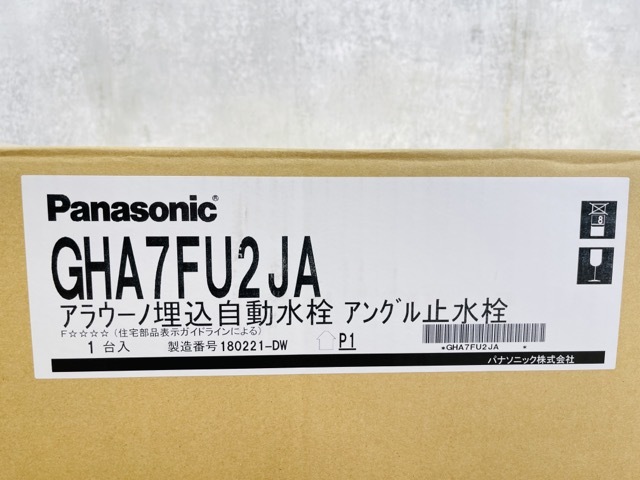 Panasonic®
GHA7FU2JA
アラウーノ埋込自動水栓 アングル止水栓
F☆☆☆☆ (住宅部品表示ガイドラインによる)
1 台入 製造番号 180221-DW P1
*GHA7FU2JA *
パナソニック株式会社
8